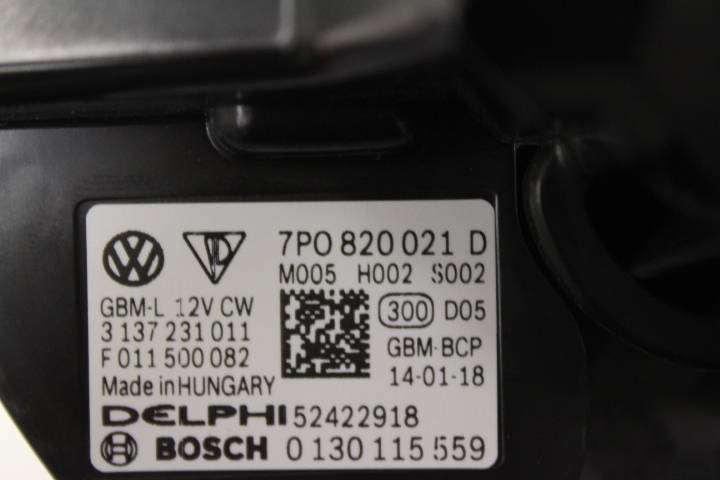 7P0 820 021 D
M005 H002 S002
GBM-L 12V CW
300 D05
3 137 231 011
F 011 500 082
GBM-BCP
Made in HUNGARY
14-01-18
DELPHI 52422918
BOSCH 0 130 115 559